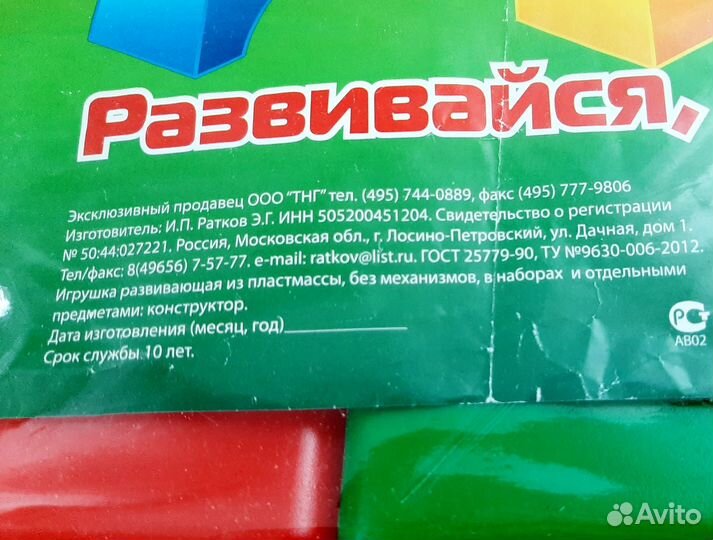 Развивайся,
Эксклюзивный продавец ООО "ТНГ" тел. (495) 744-0889, факс (495) 777-9806
Изготовитель: И.П. Ратков Э.Г. ИНН 505200451204. Свидетельство о регистрации
№ 50:44:027221. Россия, Московская обл., г. Лосино-Петровский, ул. Дачная, дом 1.
Тел/факс: 8(49656) 7-57-77. e-mail: ratkov@list.ru. ГОСТ 25779-90, ТУ №9630-006-2012.
Игрушка развивающая из пластмассы, без механизмов, в наборах и отдельными
предметами: конструктор.
Дата изготовления (месяц, год)____________
Срок службы 10 лет.
РСТ
АВ02
Avito